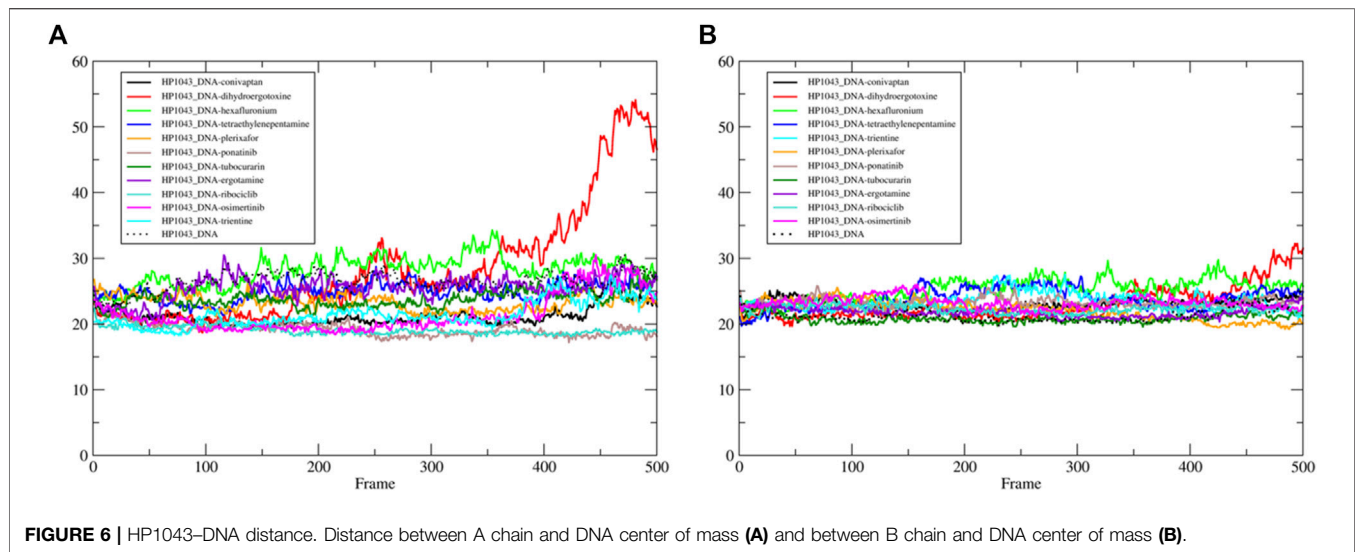 A
60
50
40
30
20
10
0
HP1043_DNA-conivaptan
HP1043_DNA-dihydroergotoxine
HP1043_DNA-hexafluronium
HP1043_DNA-tetraethylenepentamine
HP1043_DNA-plerixafor
HP1043_DNA-ponatinib
HP1043_DNA-tubocurarin
HP1043_DNA-ergotamine
HP1043_DNA-ribociclib
HP1043_DNA-osimertinib
HP1043_DNA-trientine
HP1043_DNA
0 100 200 300 400 500
Frame
B
60
50
40
30
20
10
0
HP1043_DNA-conivaptan
HP1043_DNA-dihydroergotoxine
HP1043_DNA-hexafluronium
HP1043_DNA-tetraethylenepentamine
HP1043_DNA-trientine
HP1043_DNA-plerixafor
HP1043_DNA-ponatinib
HP1043_DNA-tubocurarin
HP1043_DNA-ergotamine
HP1043_DNA-ribociclib
HP1043_DNA-osimertinib
HP1043_DNA
0 100 200 300 400 500
Frame
FIGURE 6 | HP1043–DNA distance. Distance between A chain and DNA center of mass (A) and between B chain and DNA center of mass (B).